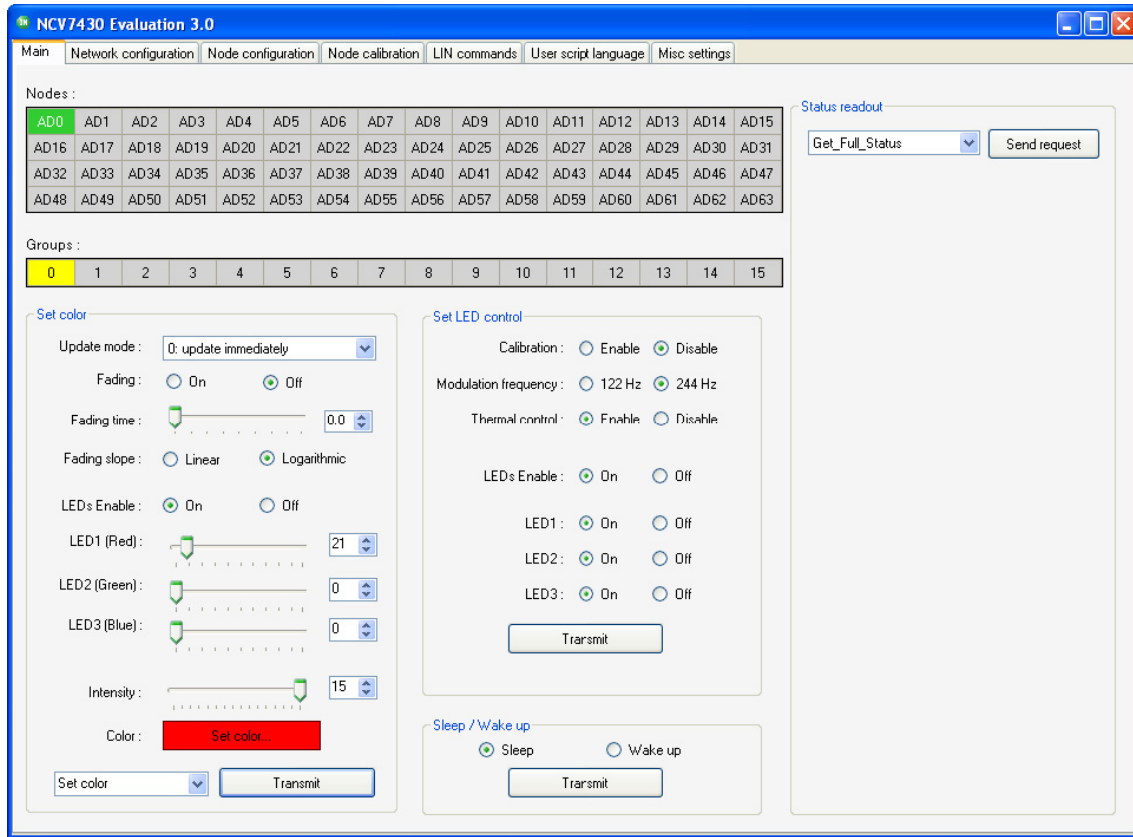 NCV7430 Evaluation 3.0
Main Network configuration Node configuration Node calibration LIN commands User script language Misc settings
Nodes :
AD0 AD1 AD2 AD3 AD4 AD5 AD6 AD7 AD8 AD9 AD10 AD11 AD12 AD13 AD14 AD15
AD16 AD17 AD18 AD19 AD20 AD21 AD22 AD23 AD24 AD25 AD26 AD27 AD28 AD29 AD30 AD31
AD32 AD33 AD34 AD35 AD36 AD37 AD38 AD39 AD40 AD41 AD42 AD43 AD44 AD45 AD46 AD47
AD48 AD49 AD50 AD51 AD52 AD53 AD54 AD55 AD56 AD57 AD58 AD59 AD60 AD61 AD62 AD63
Groups :
0 1 2 3 4 5 6 7 8 9 10 11 12 13 14 15
Set color
Update mode : 0: update immediately
Fading : On Off
Fading time : 0.0
Fading slope : Linear Logarithmic
LEDs Enable : On Off
LED1 (Red) : 21
LED2 (Green) : 0
LED3 (Blue) : 0
Intensity : 15
Color : Set color...
Set color Transmit
Set LED control
Calibration : Enable Disable
Modulation frequency : 122 Hz 244 Hz
Thermal control : Enable Disable
LEDs Enable : On Off
LED1 : On Off
LED2 : On Off
LED3 : On Off
Transmit
Sleep / Wake up
Sleep Wake up
Transmit
Status readout
Get_Full_Status Send request